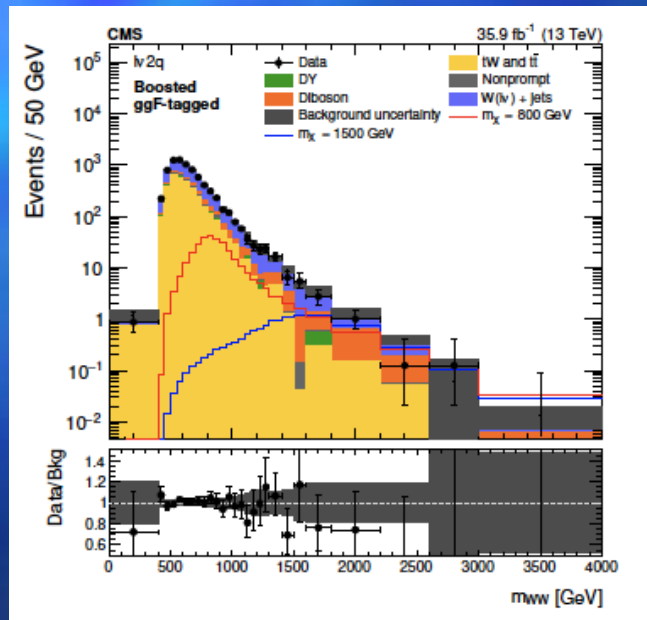 CMS 35.9 fb⁻¹ (13 TeV)
lν2q
Boosted
ggF-tagged
Data
DY
Diboson
Background uncertainty
m_X = 1500 GeV
tW and tt̄
Nonprompt
W(lν) + jets
m_X = 800 GeV
Events / 50 GeV
10⁵
10⁴
10³
10²
10
1
10⁻¹
10⁻²
Data/Bkg
1.4
1.2
1
0.8
0.6
0 500 1000 1500 2000 2500 3000 3500 4000
mWW [GeV]